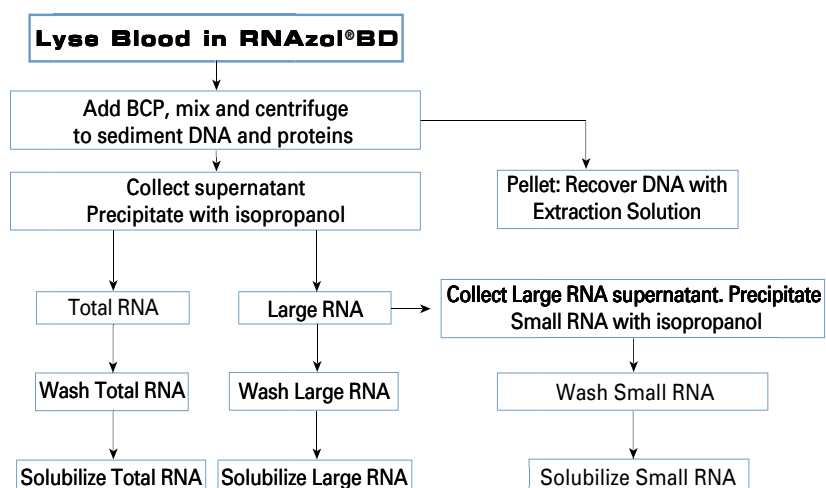 Lyse Blood in RNAzol®BD
Add BCP, mix and centrifuge
to sediment DNA and proteins
Collect supernatant
Precipitate with isopropanol
Pellet: Recover DNA with
Extraction Solution
Total RNA
Large RNA
Collect Large RNA supernatant. Precipitate
Small RNA with isopropanol
Wash Total RNA
Wash Large RNA
Wash Small RNA
Solubilize Total RNA
Solubilize Large RNA
Solubilize Small RNA